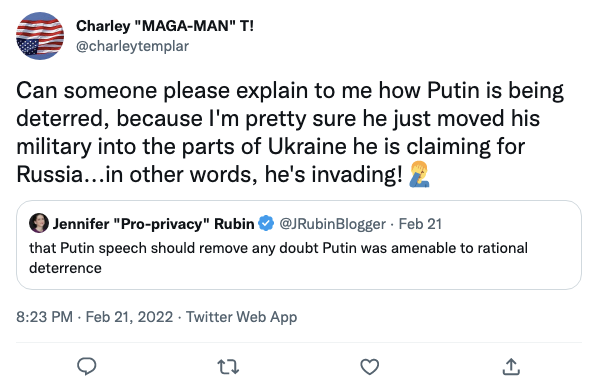 Charley "MAGA-MAN" T!
@charleytemplar
Can someone please explain to me how Putin is being
deterred, because I'm pretty sure he just moved his
military into the parts of Ukraine he is claiming for
Russia...in other words, he's invading! 🤦‍♂️
Jennifer "Pro-privacy" Rubin @JRubinBlogger · Feb 21
that Putin speech should remove any doubt Putin was amenable to rational
deterrence
8:23 PM · Feb 21, 2022 · Twitter Web App